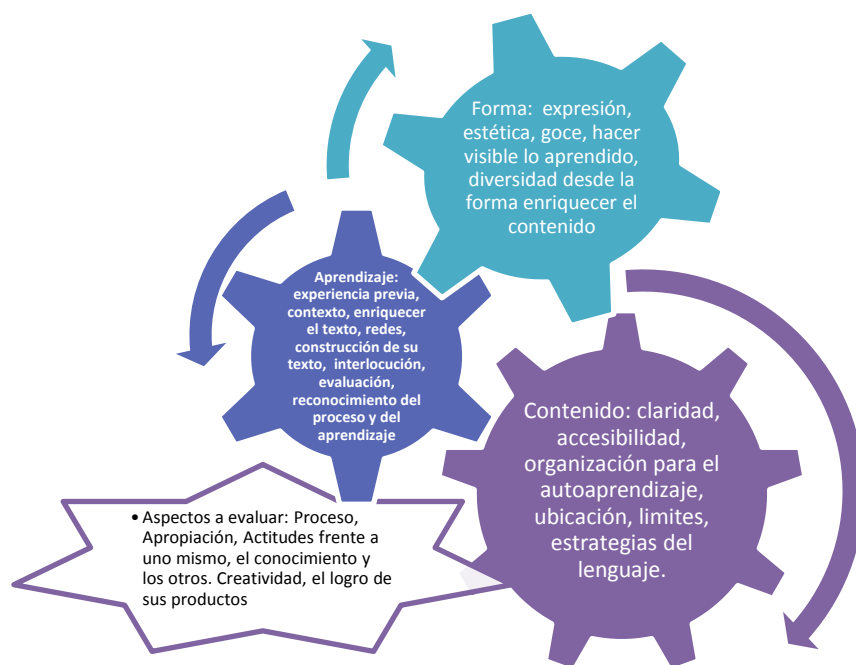 Forma: expresión,
estética, goce, hacer
visible lo aprendido,
diversidad desde la
forma enriquecer el
contenido
Aprendizaje:
experiencia previa,
contexto, enriquecer
el texto, redes,
construcción de su
texto, interlocución,
evaluación,
reconocimiento del
proceso y del
aprendizaje
Contenido: claridad,
accesibilidad,
organización para el
autoaprendizaje,
ubicación, limites,
estrategias del
lenguaje.
• Aspectos a evaluar: Proceso,
Apropiación, Actitudes frente a
uno mismo, el conocimiento y
los otros. Creatividad, el logro de
sus productos